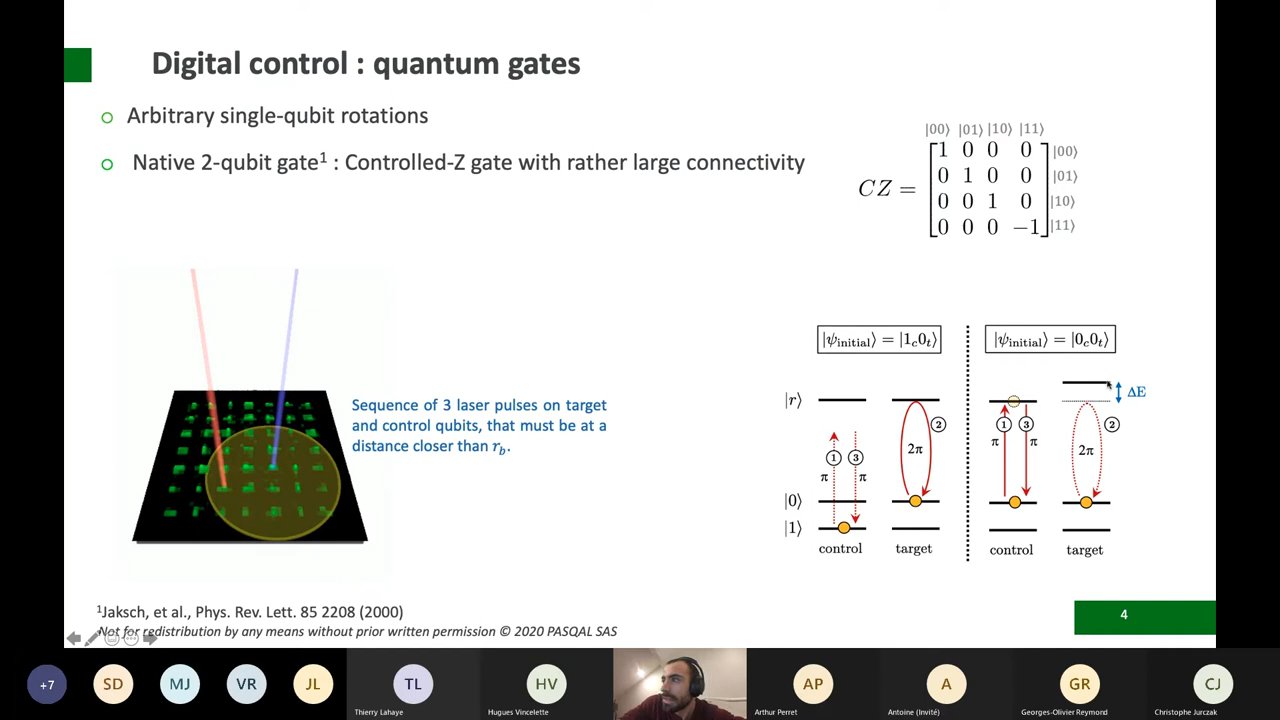 Digital control : quantum gates
Arbitrary single-qubit rotations
Native 2-qubit gate¹ : Controlled-Z gate with rather large connectivity
|00⟩ |01⟩ |10⟩ |11⟩
CZ =
1 0 0 0 |00⟩
0 1 0 0 |01⟩
0 0 1 0 |10⟩
0 0 0 −1 |11⟩
Sequence of 3 laser pulses on target
and control qubits, that must be at a
distance closer than r_b.
|ψ_initial⟩ = |1_c0_t⟩
|ψ_initial⟩ = |0_c0_t⟩
|r⟩
|0⟩
|1⟩
1
3
π
π
2
2π
control
target
1
3
π
π
2
2π
ΔE
control
target
¹Jaksch, et al., Phys. Rev. Lett. 85 2208 (2000)
Not for redistribution by any means without prior written permission © 2020 PASQAL SAS
4
+7
SD
MJ
VR
JL
TL
Thierry Lahaye
HV
Hugues Vincelette
AP
Arthur Perret
A
Antoine (Invité)
GR
Georges-Olivier Reymond
CJ
Christophe Jurczak